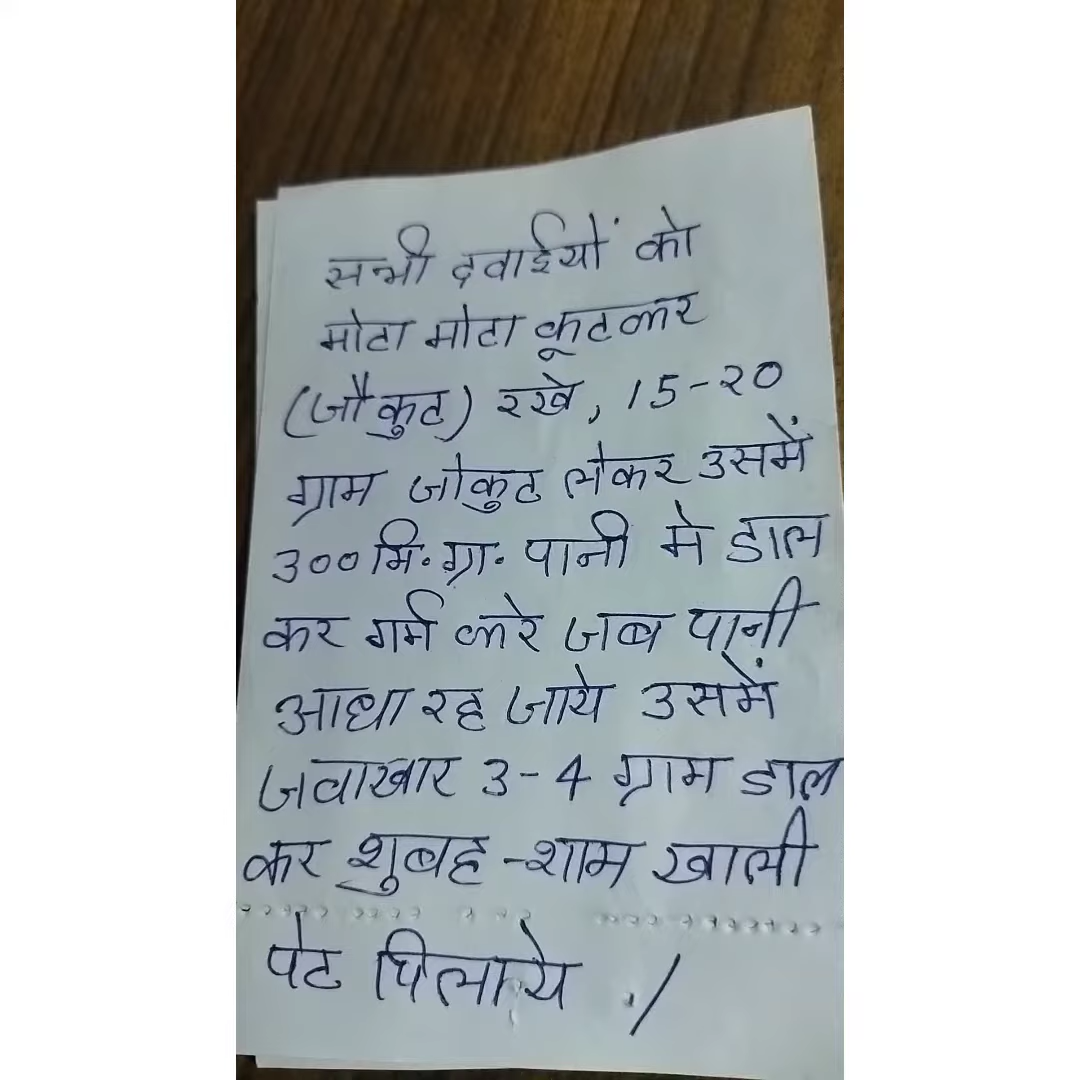 सभी दवाईयों को
मोटा मोटा कूटकर
(जौकुट) रखे, 15-20
ग्राम जोकुट लेकर उसमें
300 मि.ग्रा. पानी मे डाल
कर गर्म करे जब पानी
आधा रह जाये उसमें
जवाखार 3-4 ग्राम डाल
कर शुबह-शाम खाली
पेट पिलाये ./